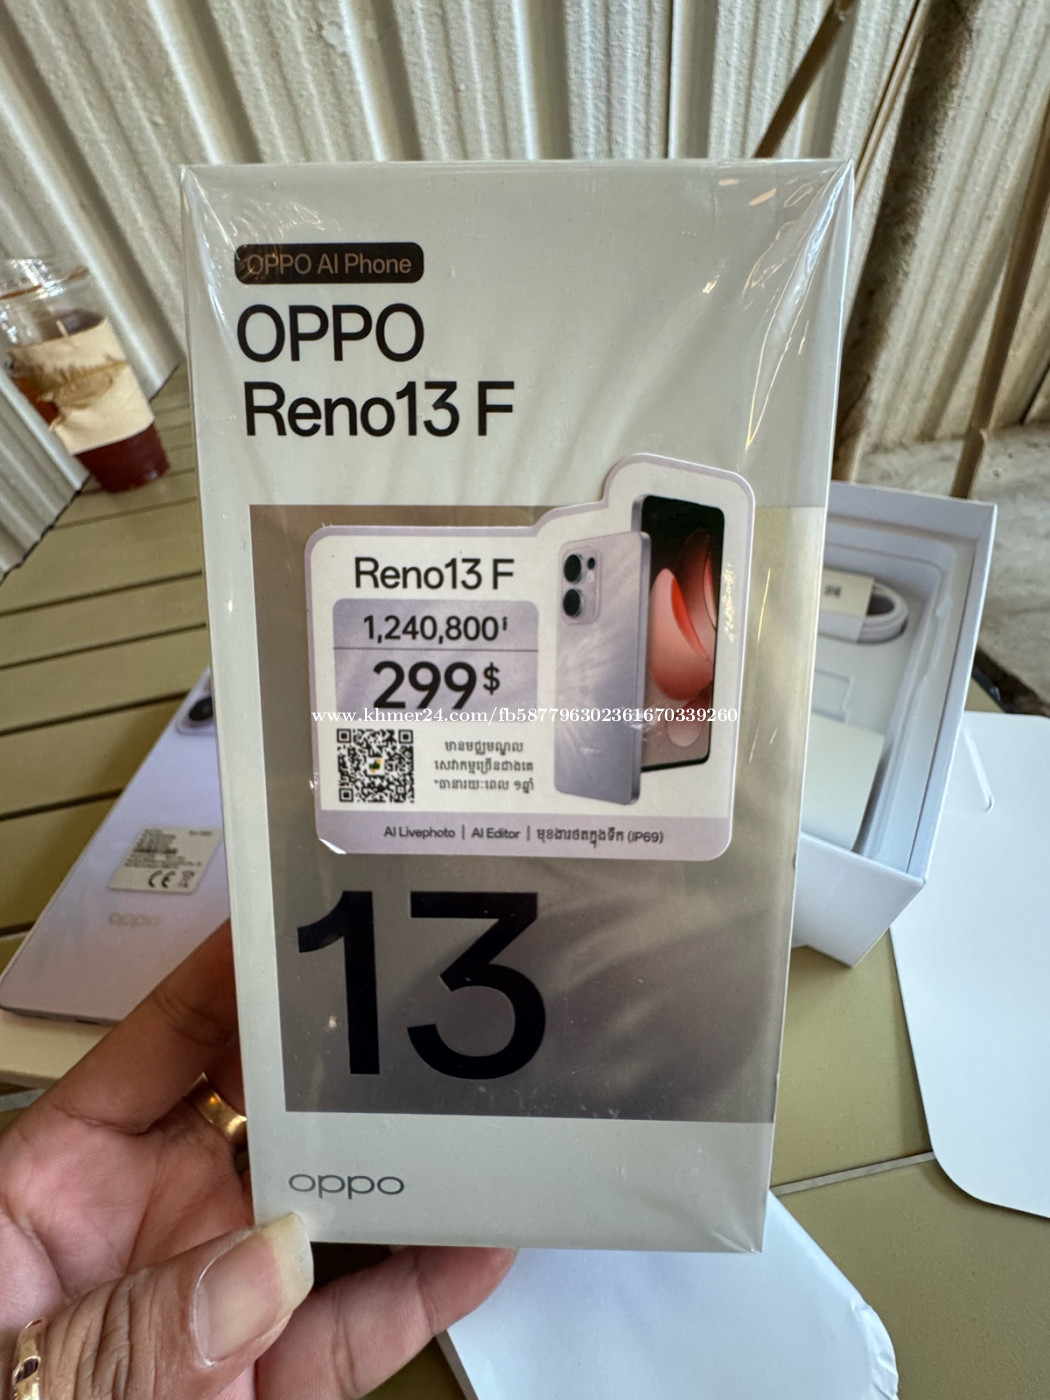 OPPO AI Phone
OPPO
Reno13 F
Reno13 F
1,240,800៛
299$
www.khmer24.com/fb587796302361670339260
មានមជ្ឈមណ្ឌល
សេវាកម្មច្រើនជាងគេ
*ធានារយៈពេល ១ឆ្នាំ
AI Livephoto | AI Editor | មុខងារថតក្នុងទឹក (IP69)
13
oppo
oppo
CE